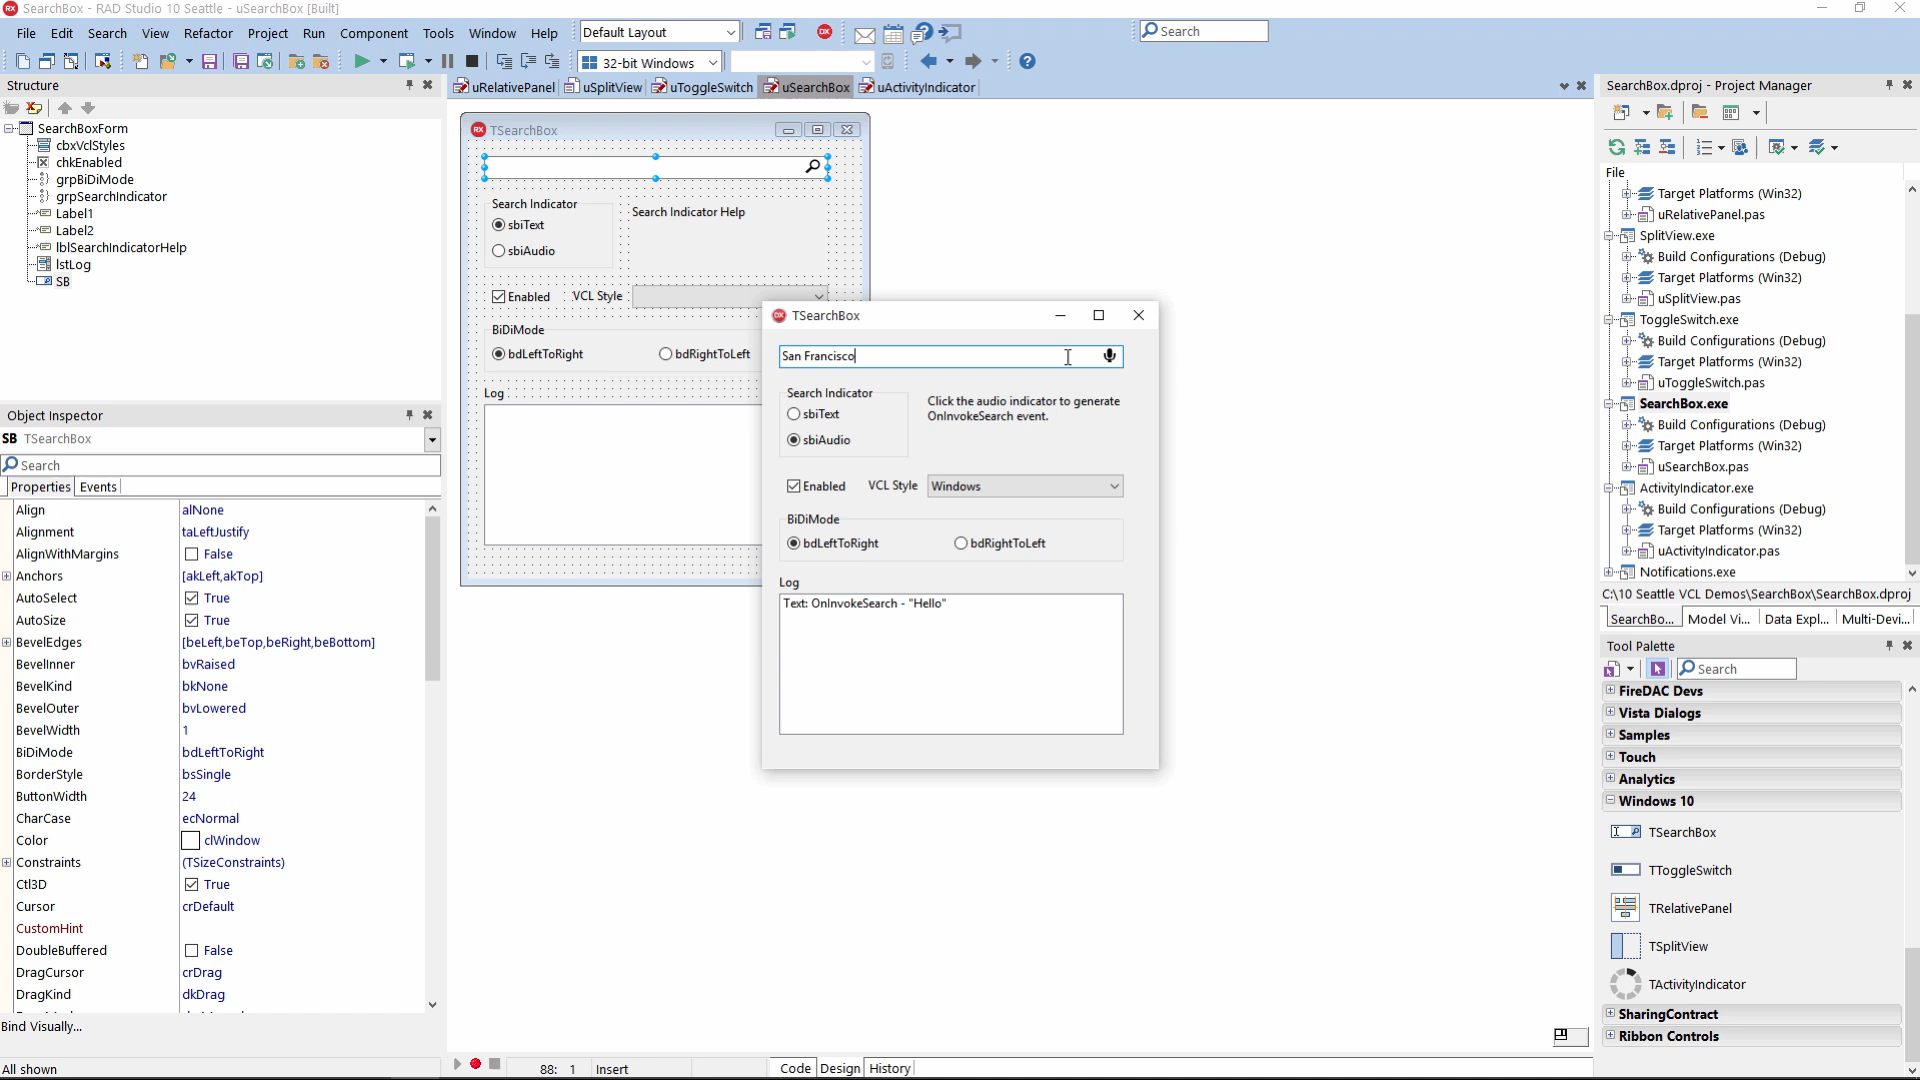 SearchBox - RAD Studio 10 Seattle - uSearchBox [Built]
File Edit Search View Refactor Project Run Component Tools Window Help
Default Layout
Search
32-bit Windows
Structure
SearchBoxForm
cbxVclStyles
chkEnabled
grpBiDiMode
grpSearchIndicator
Label1
Label2
lblSearchIndicatorHelp
lstLog
SB
Object Inspector
SB TSearchBox
Search
Properties Events
Align alNone
Alignment taLeftJustify
AlignWithMargins False
Anchors [akLeft,akTop]
AutoSelect True
AutoSize True
BevelEdges [beLeft,beTop,beRight,beBottom]
BevelInner bvRaised
BevelKind bkNone
BevelOuter bvLowered
BevelWidth 1
BiDiMode bdLeftToRight
BorderStyle bsSingle
ButtonWidth 24
CharCase ecNormal
Color clWindow
Constraints (TSizeConstraints)
Ctl3D True
Cursor crDefault
CustomHint
DoubleBuffered False
DragCursor crDrag
DragKind dkDrag
Bind Visually...
All shown
uRelativePanel uSplitView uToggleSwitch uSearchBox uActivityIndicator
TSearchBox
Search Indicator
sbiText
sbiAudio
Search Indicator Help
Enabled VCL Style
BiDiMode
bdLeftToRight bdRightToLeft
Log
TSearchBox
San Francisco
Search Indicator
sbiText
sbiAudio
Click the audio indicator to generate
OnInvokeSearch event.
Enabled VCL Style Windows
BiDiMode
bdLeftToRight bdRightToLeft
Log
Text: OnInvokeSearch - "Hello"
88: 1 Insert
Code Design History
SearchBox.dproj - Project Manager
File
Target Platforms (Win32)
uRelativePanel.pas
SplitView.exe
Build Configurations (Debug)
Target Platforms (Win32)
uSplitView.pas
ToggleSwitch.exe
Build Configurations (Debug)
Target Platforms (Win32)
uToggleSwitch.pas
SearchBox.exe
Build Configurations (Debug)
Target Platforms (Win32)
uSearchBox.pas
ActivityIndicator.exe
Build Configurations (Debug)
Target Platforms (Win32)
uActivityIndicator.pas
Notifications.exe
C:\10 Seattle VCL Demos\SearchBox\SearchBox.dproj
SearchBo... Model Vi... Data Expl... Multi-Devi...
Tool Palette
Search
FireDAC Devs
Vista Dialogs
Samples
Touch
Analytics
Windows 10
TSearchBox
TToggleSwitch
TRelativePanel
TSplitView
TActivityIndicator
SharingContract
Ribbon Controls